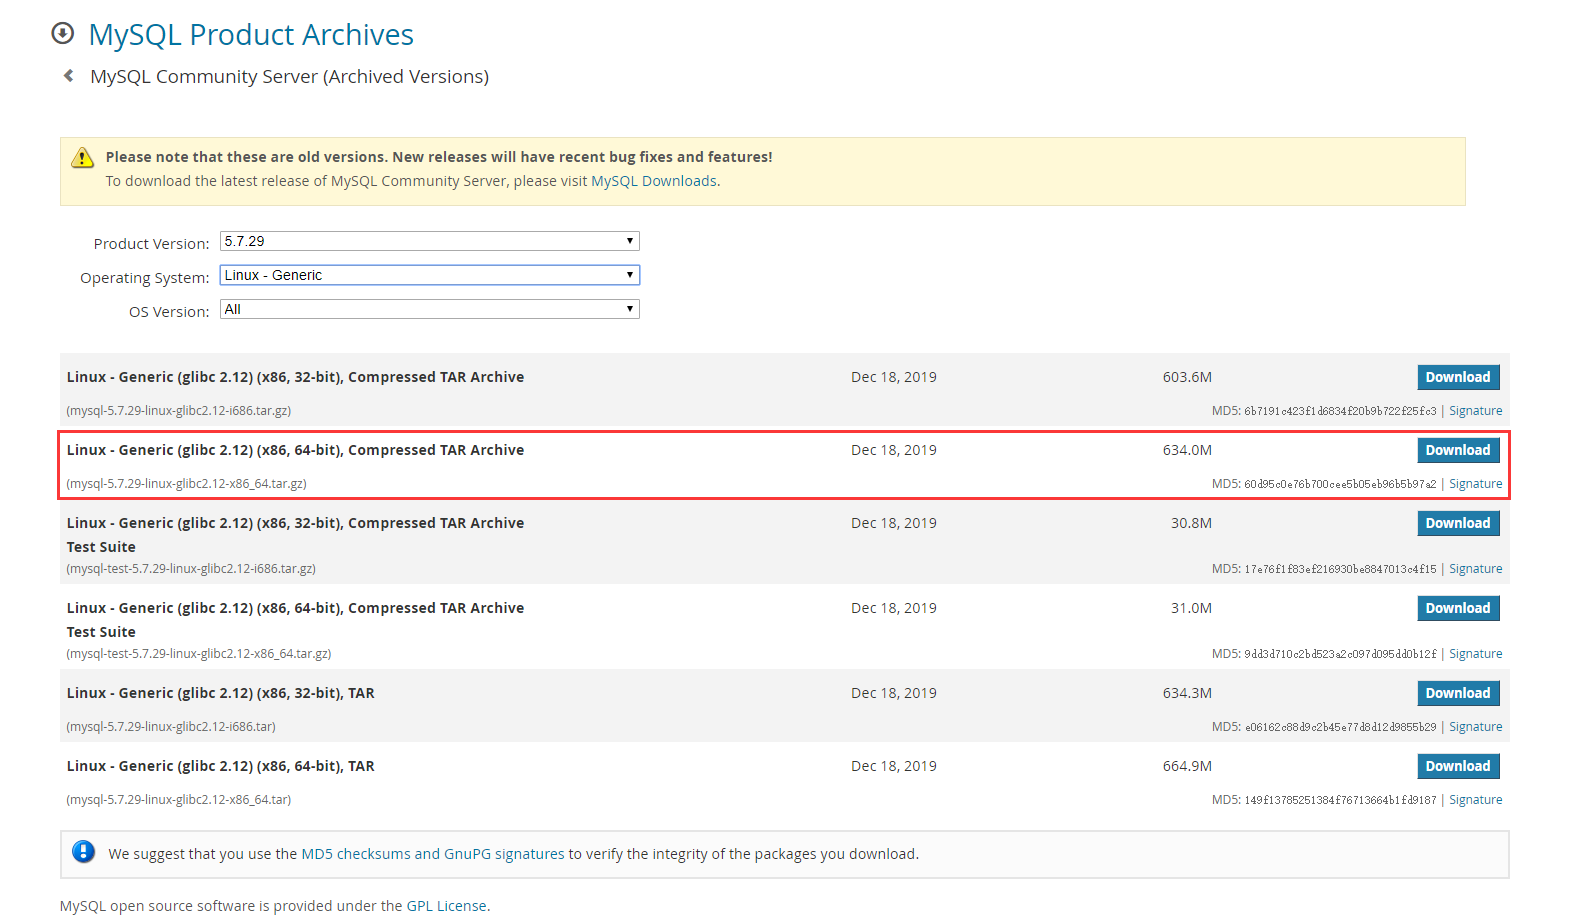 MySQL Product Archives
MySQL Community Server (Archived Versions)
Please note that these are old versions. New releases will have recent bug fixes and features!
To download the latest release of MySQL Community Server, please visit MySQL Downloads.
Product Version: 5.7.29
Operating System: Linux - Generic
OS Version: All
Linux - Generic (glibc 2.12) (x86, 32-bit), Compressed TAR Archive Dec 18, 2019 603.6M Download
(mysql-5.7.29-linux-glibc2.12-i686.tar.gz) MD5: 6b7191c423f1d6834f20b9b722f25fc3 | Signature
Linux - Generic (glibc 2.12) (x86, 64-bit), Compressed TAR Archive Dec 18, 2019 634.0M Download
(mysql-5.7.29-linux-glibc2.12-x86_64.tar.gz) MD5: 60d95c0e76b700cee5b05eb96b5b97a2 | Signature
Linux - Generic (glibc 2.12) (x86, 32-bit), Compressed TAR Archive Dec 18, 2019 30.8M Download
Test Suite
(mysql-test-5.7.29-linux-glibc2.12-i686.tar.gz) MD5: 17e76f1f83ef216930be8847013c4f15 | Signature
Linux - Generic (glibc 2.12) (x86, 64-bit), Compressed TAR Archive Dec 18, 2019 31.0M Download
Test Suite
(mysql-test-5.7.29-linux-glibc2.12-x86_64.tar.gz) MD5: 9dd3d710c2bd523a2c097d095dd0b12f | Signature
Linux - Generic (glibc 2.12) (x86, 32-bit), TAR Dec 18, 2019 634.3M Download
(mysql-5.7.29-linux-glibc2.12-i686.tar) MD5: e06162c88d9c2b45e77d8d12d9855b29 | Signature
Linux - Generic (glibc 2.12) (x86, 64-bit), TAR Dec 18, 2019 664.9M Download
(mysql-5.7.29-linux-glibc2.12-x86_64.tar) MD5: 149f13785251384f76713664b1fd9187 | Signature
We suggest that you use the MD5 checksums and GnuPG signatures to verify the integrity of the packages you download.
MySQL open source software is provided under the GPL License.